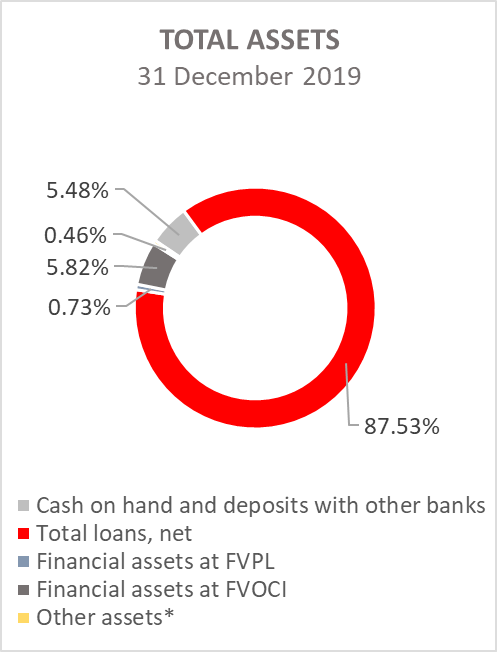 TOTAL ASSETS
31 December 2019
5.48%
0.46%
5.82%
0.73%
87.53%
Cash on hand and deposits with other banks
Total loans, net
Financial assets at FVPL
Financial assets at FVOCI
Other assets*